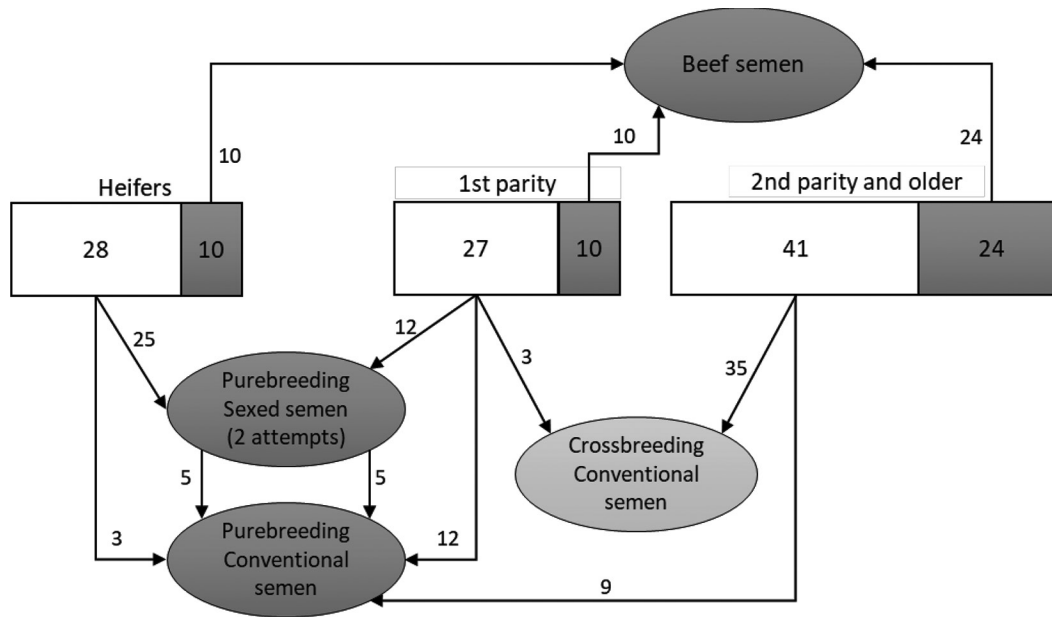 Beef semen
10
10
24
Heifers
1st parity
2nd parity and older
28
10
27
10
41
24
25
12
3
35
Purebreeding
Sexed semen
(2 attempts)
Crossbreeding
Conventional
semen
5
5
Purebreeding
Conventional
semen
3
12
9